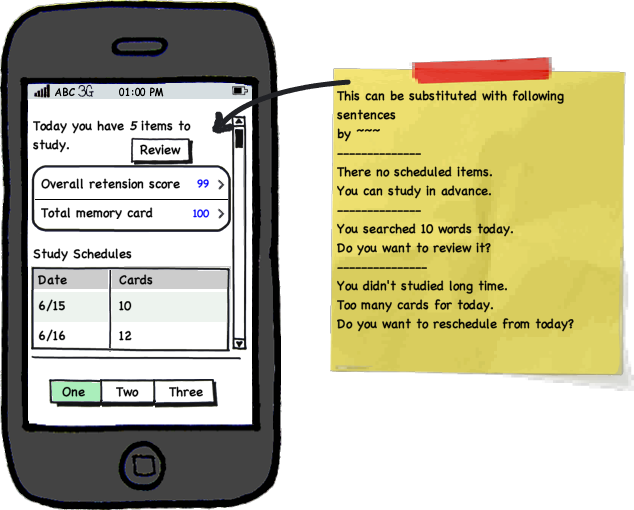 ABC 3G 01:00 PM
Today you have 5 items to
study.
Review
Overall retension score 99
Total memory card 100
Study Schedules
Date Cards
6/15 10
6/16 12
One Two Three
This can be substituted with following
sentences
by ~~~
--------------
There no scheduled items.
You can study in advance.
--------------
You searched 10 words today.
Do you want to review it?
---------------
You didn't studied long time.
Too many cards for today.
Do you want to reschedule from today?